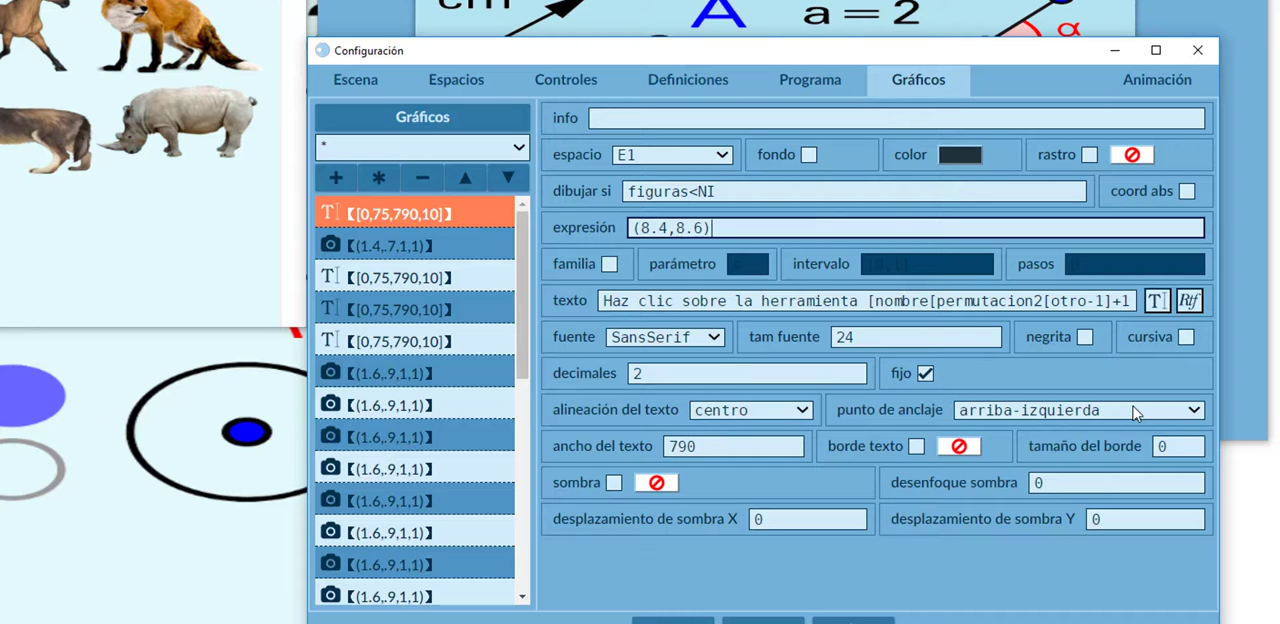 cm
A
a = 2
α
Configuración
Escena Espacios Controles Definiciones Programa Gráficos Animación
Gráficos
*
+ * − ▲ ▼
T【[0,75,790,10]】
【(1.4,.7,1,1)】
T【[0,75,790,10]】
T【[0,75,790,10]】
T【[0,75,790,10]】
【(1.6,.9,1,1)】
【(1.6,.9,1,1)】
【(1.6,.9,1,1)】
【(1.6,.9,1,1)】
【(1.6,.9,1,1)】
【(1.6,.9,1,1)】
【(1.6,.9,1,1)】
【(1.6,.9,1,1)】
info
espacio E1 fondo color rastro
dibujar si figuras<NI coord abs
expresión (8.4,8.6)
familia parámetro intervalo pasos
texto Haz clic sobre la herramienta [nombre[permutacion2[otro-1]+1 T Rtf
fuente SansSerif tam fuente 24 negrita cursiva
decimales 2 fijo
alineación del texto centro punto de anclaje arriba-izquierda
ancho del texto 790 borde texto tamaño del borde 0
sombra desenfoque sombra 0
desplazamiento de sombra X 0 desplazamiento de sombra Y 0